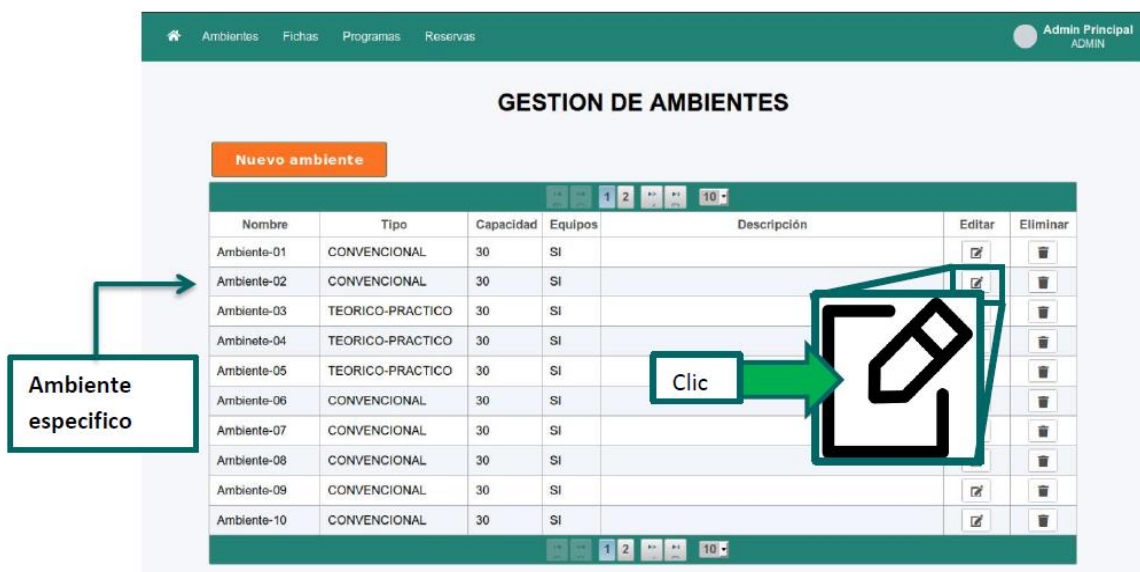 Ambientes Fichas Programas Reservas Admin Principal
ADMIN
GESTION DE AMBIENTES
Nuevo ambiente
1 2 10
Nombre Tipo Capacidad Equipos Descripción Editar Eliminar
Ambiente-01 CONVENCIONAL 30 SI
Ambiente-02 CONVENCIONAL 30 SI
Ambiente-03 TEORICO-PRACTICO 30 SI
Ambinete-04 TEORICO-PRACTICO 30 SI
Ambiente-05 TEORICO-PRACTICO 30 SI
Ambiente-06 CONVENCIONAL 30 SI
Ambiente-07 CONVENCIONAL 30 SI
Ambiente-08 CONVENCIONAL 30 SI
Ambiente-09 CONVENCIONAL 30 SI
Ambiente-10 CONVENCIONAL 30 SI
1 2 10
Ambiente
especifico
Clic